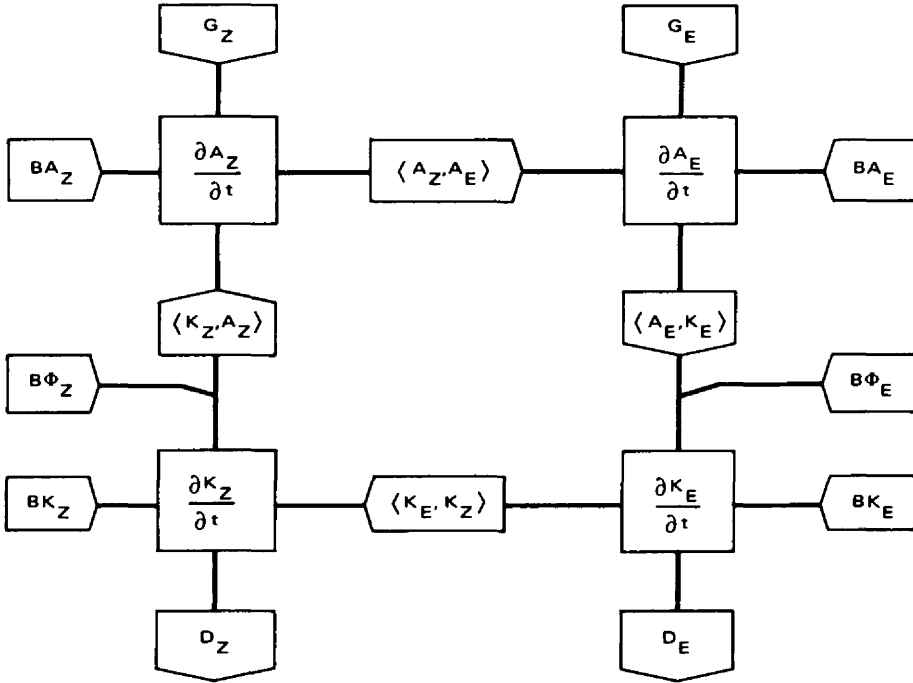 G_Z
G_E
BA_Z
∂A_Z
∂t
⟨A_Z,A_E⟩
∂A_E
∂t
BA_E
⟨K_Z,A_Z⟩
⟨A_E,K_E⟩
BΦ_Z
BΦ_E
BK_Z
∂K_Z
∂t
⟨K_E,K_Z⟩
∂K_E
∂t
BK_E
D_Z
D_E